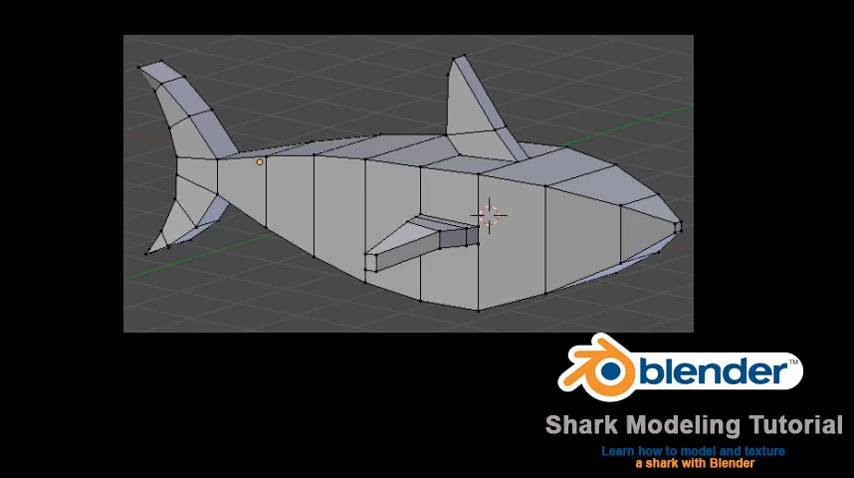 blender™
Shark Modeling Tutorial
Learn how to model and texture
a shark with Blender